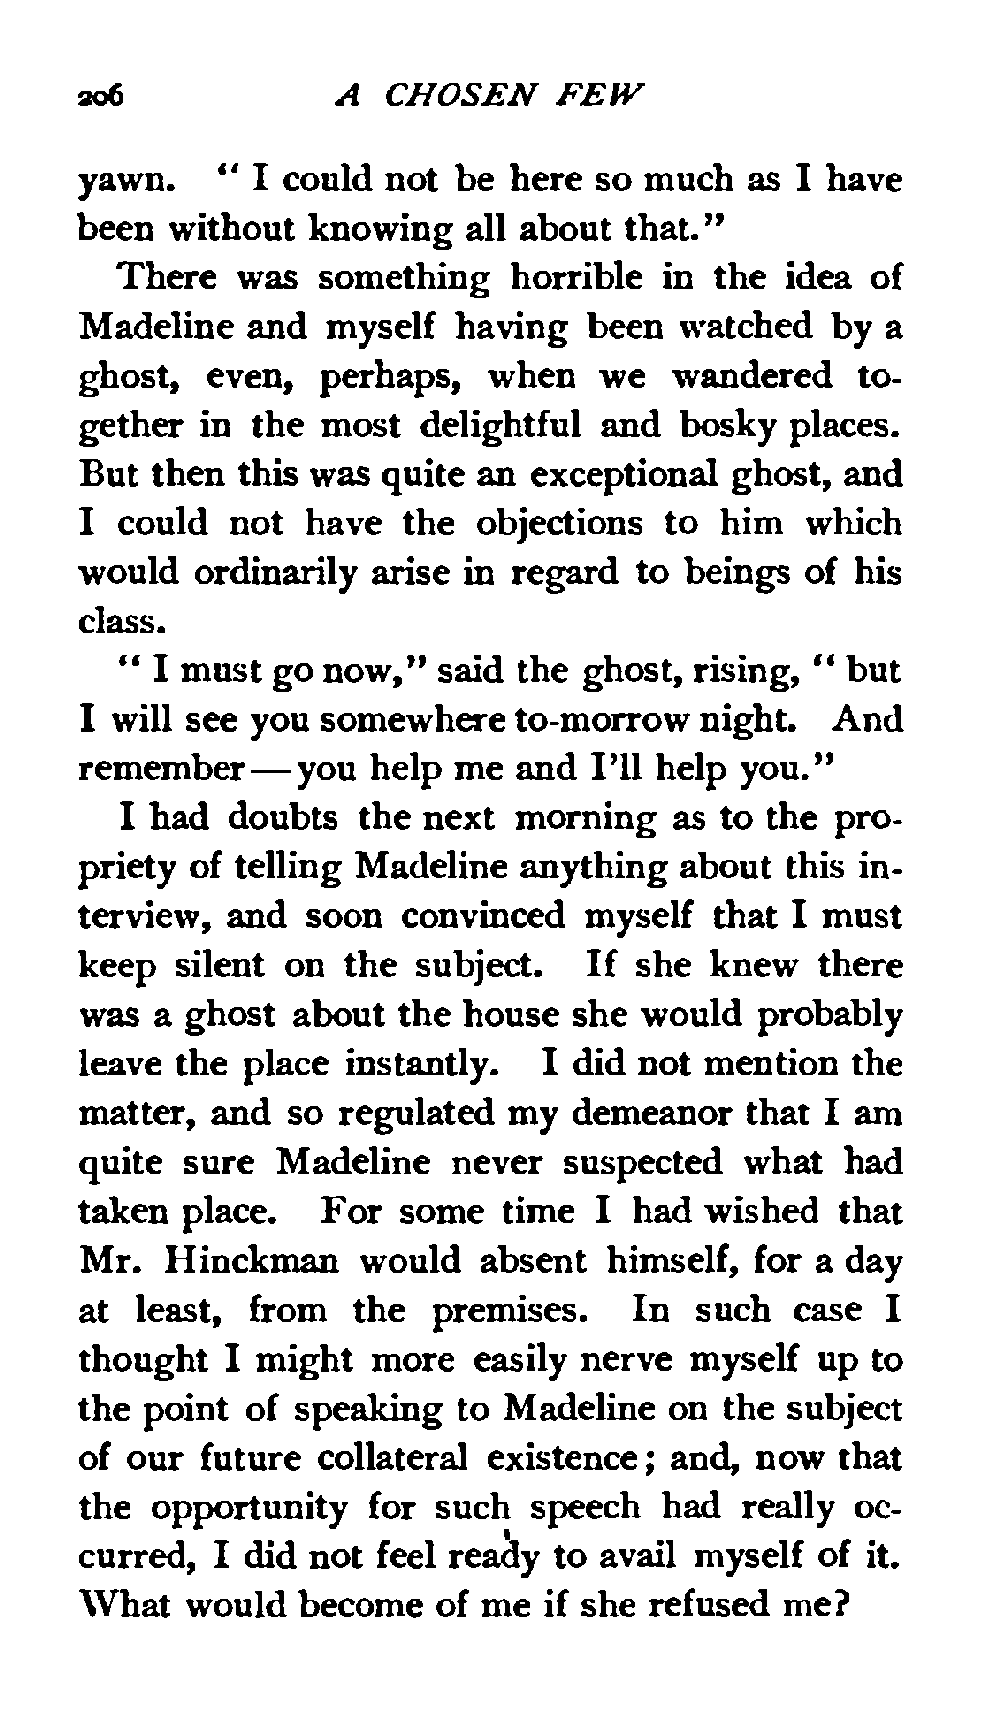 206 A CHOSEN FEW
yawn. "I could not be here so much as I have
been without knowing all about that."
There was something horrible in the idea of
Madeline and myself having been watched by a
ghost, even, perhaps, when we wandered to-
gether in the most delightful and bosky places.
But then this was quite an exceptional ghost, and
I could not have the objections to him which
would ordinarily arise in regard to beings of his
class.
"I must go now," said the ghost, rising, "but
I will see you somewhere to-morrow night. And
remember—you help me and I'll help you."
I had doubts the next morning as to the pro-
priety of telling Madeline anything about this in-
terview, and soon convinced myself that I must
keep silent on the subject. If she knew there
was a ghost about the house she would probably
leave the place instantly. I did not mention the
matter, and so regulated my demeanor that I am
quite sure Madeline never suspected what had
taken place. For some time I had wished that
Mr. Hinckman would absent himself, for a day
at least, from the premises. In such case I
thought I might more easily nerve myself up to
the point of speaking to Madeline on the subject
of our future collateral existence; and, now that
the opportunity for such speech had really oc-
curred, I did not feel ready to avail myself of it.
What would become of me if she refused me?